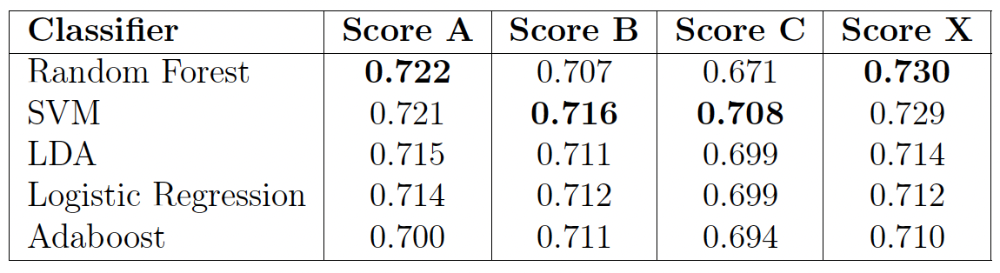 Classifier Score A Score B Score C Score X
Random Forest 0.722 0.707 0.671 0.730
SVM 0.721 0.716 0.708 0.729
LDA 0.715 0.711 0.699 0.714
Logistic Regression 0.714 0.712 0.699 0.712
Adaboost 0.700 0.711 0.694 0.710